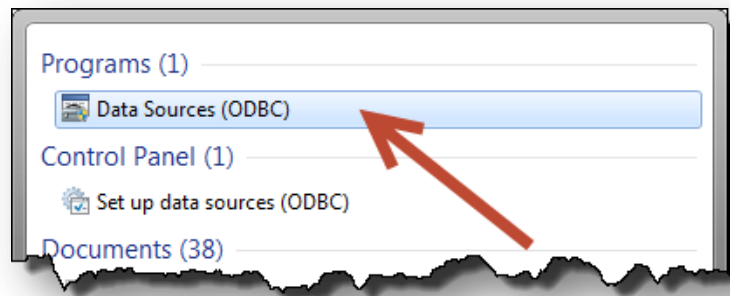 Programs (1)
Data Sources (ODBC)
Control Panel (1)
Set up data sources (ODBC)
Documents (38)